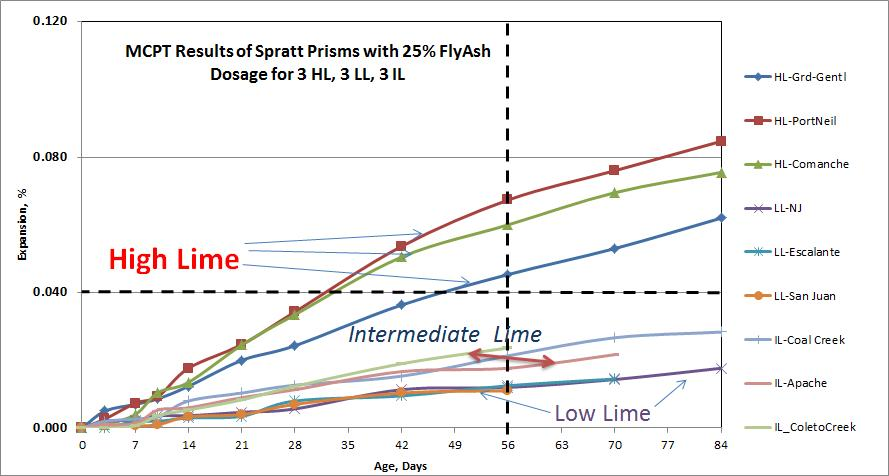 MCPT Results of Spratt Prisms with 25% FlyAsh
Dosage for 3 HL, 3 LL, 3 IL
0.120
0.080
0.040
0.000
Expansion, %
High Lime
Intermediate Lime
Low Lime
0 7 14 21 28 35 42 49 56 63 70 77 84
Age, Days
HL-Grd-Gentl
HL-PortNeil
HL-Comanche
LL-NJ
LL-Escalante
LL-San Juan
IL-Coal Creek
IL-Apache
IL_ColetoCreek